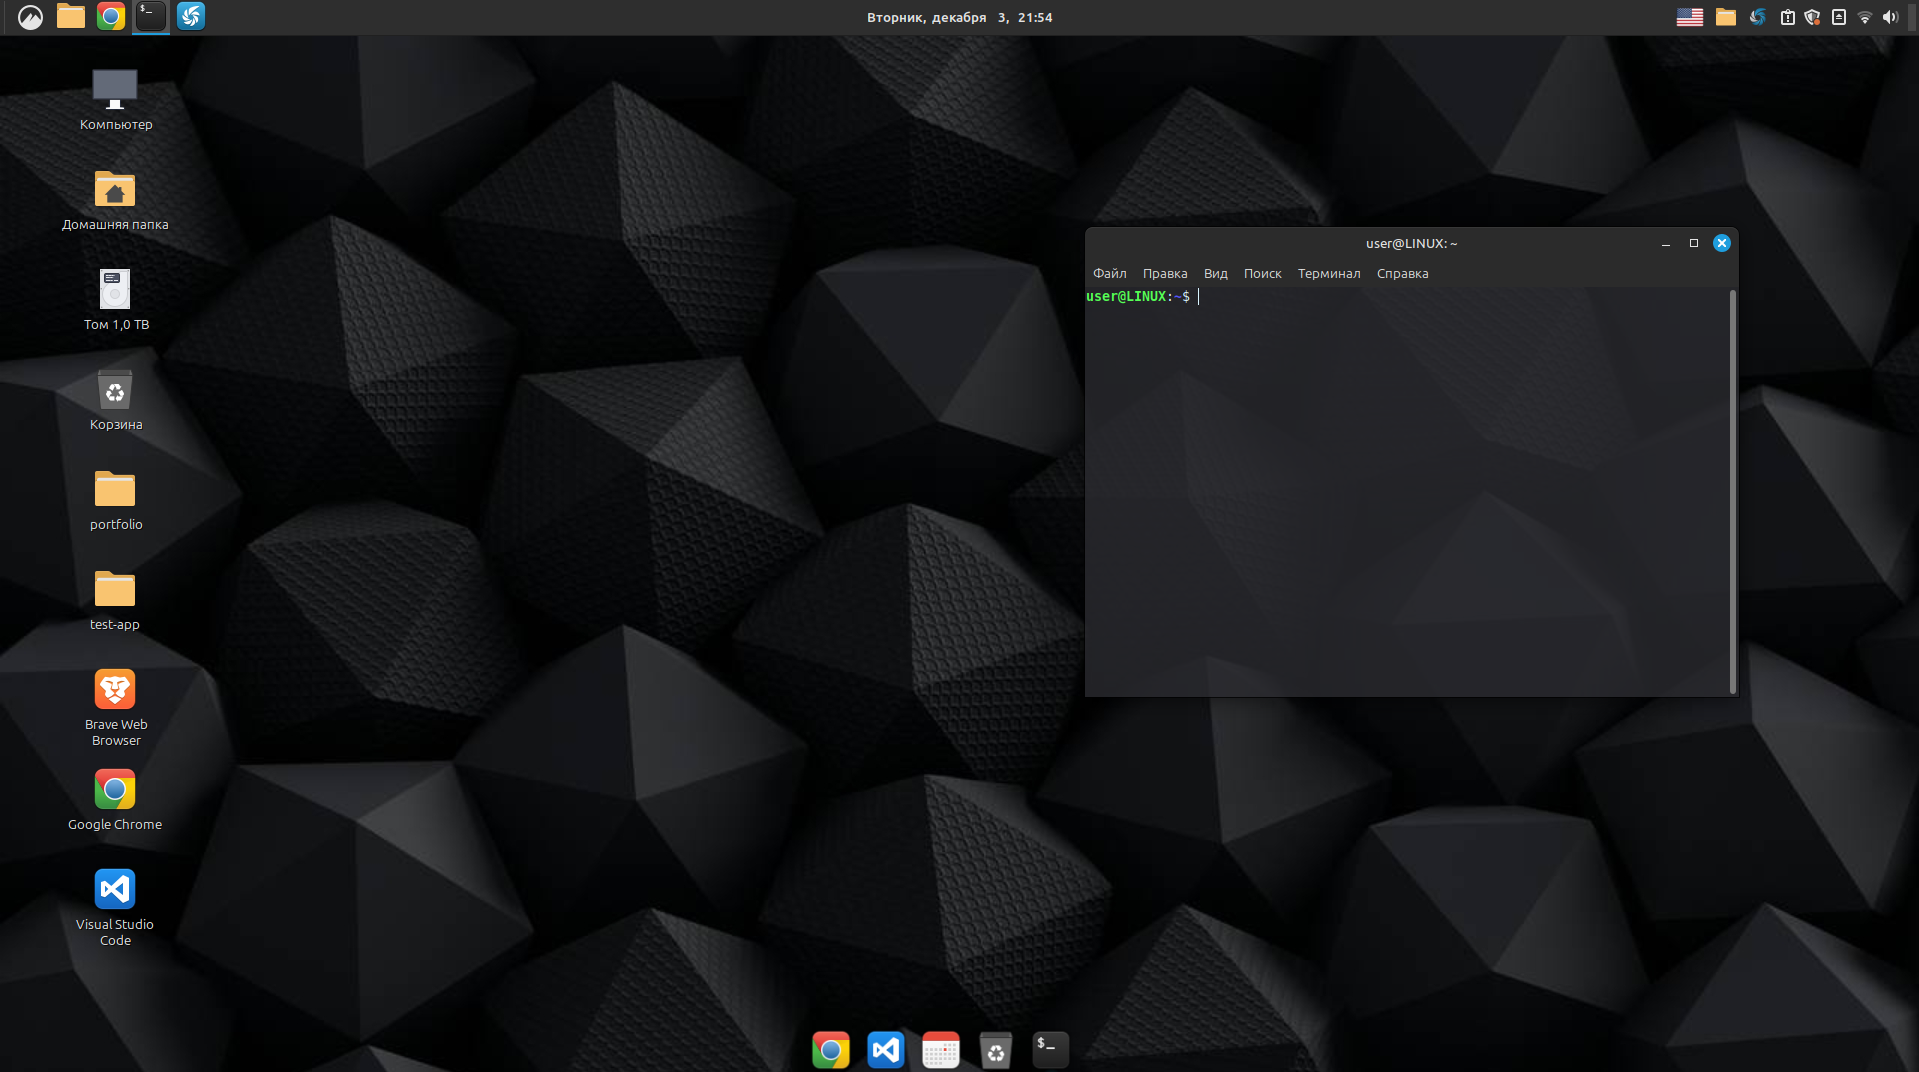 Вторник, декабря 3, 21:54
Компьютер
Домашняя папка
Том 1,0 TB
Корзина
portfolio
test-app
Brave Web
Browser
Google Chrome
Visual Studio
Code
user@LINUX: ~
Файл Правка Вид Поиск Терминал Справка
user@LINUX:~$
$_
$_